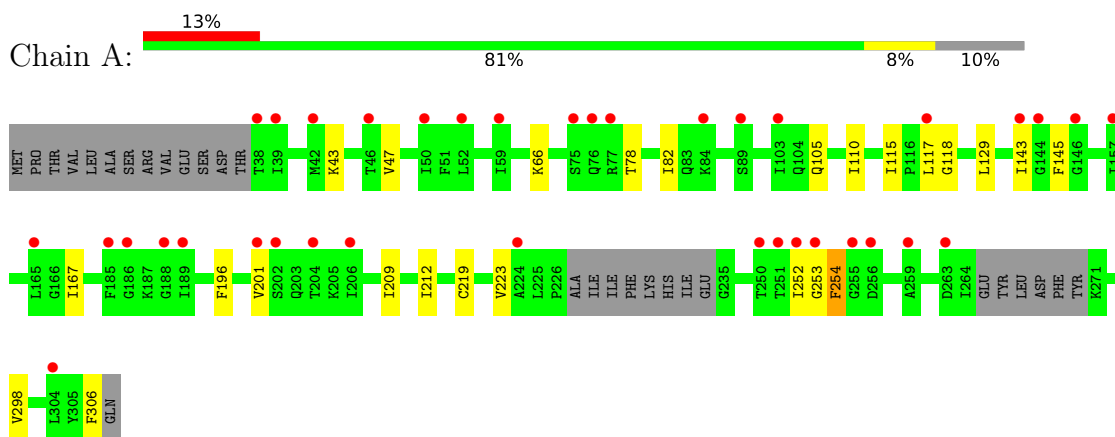 13%
Chain A:
81% 8% 10%
MET PRO THR VAL LEU ALA SER ARG VAL GLU SER ASP THR T38 I39 M42 K43 T46 V47 I50 F51 L52 I59 K66 S75 Q76 R77 T78 I82 Q83 K84 S89 I103 Q104 Q105 I110 I115 P116 L117 G118 L129 I143 G144 F145 G146 I157
L165 G166 I167 F185 G186 K187 G188 I189 F196 V201 S202 Q203 T204 K205 I206 I209 I212 C219 V223 A224 L225 P226 ALA ILE ILE PHE LYS HIS ILE GLU G235 T250 T251 I252 G253 F254 G255 D256 A259 D263 I264 GLU TYR LEU ASP PHE TYR K271
V298 L304 Y305 F306 GLN